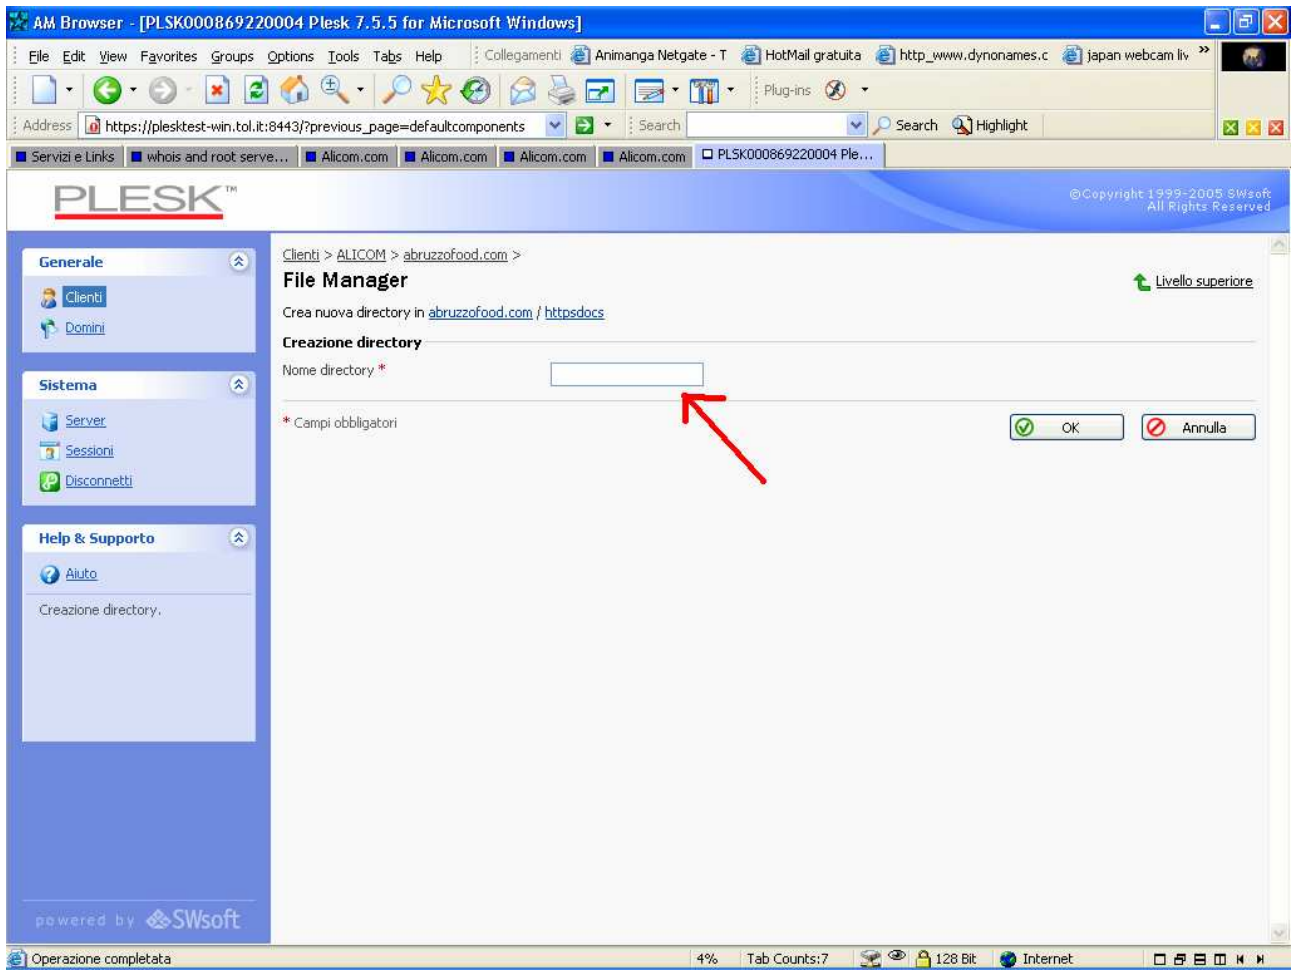 AM Browser - [PLSK000869220004 Plesk 7.5.5 for Microsoft Windows]
File Edit View Favorites Groups Options Tools Tabs Help Collegamenti Animanga Netgate - T HotMail gratuita http_www.dynonames.c japan webcam liv »
Plug-ins
Address https://plesktest-win.tol.it:8443/?previous_page=defaultcomponents Search Search Highlight
Servizi e Links whois and root serve... Alicom.com Alicom.com Alicom.com Alicom.com PLSK000869220004 Ple...
PLESK™
©Copyright 1999-2005 SWsoft
All Rights Reserved
Generale
Clienti
Domini
Sistema
Server
Sessioni
Disconnetti
Help & Supporto
Aiuto
Creazione directory.
powered by SWsoft
Clienti > ALICOM > abruzzofood.com >
File Manager
Livello superiore
Crea nuova directory in abruzzofood.com / httpsdocs
Creazione directory
Nome directory *
* Campi obbligatori
OK Annulla
Operazione completata 4% Tab Counts:7 128 Bit Internet